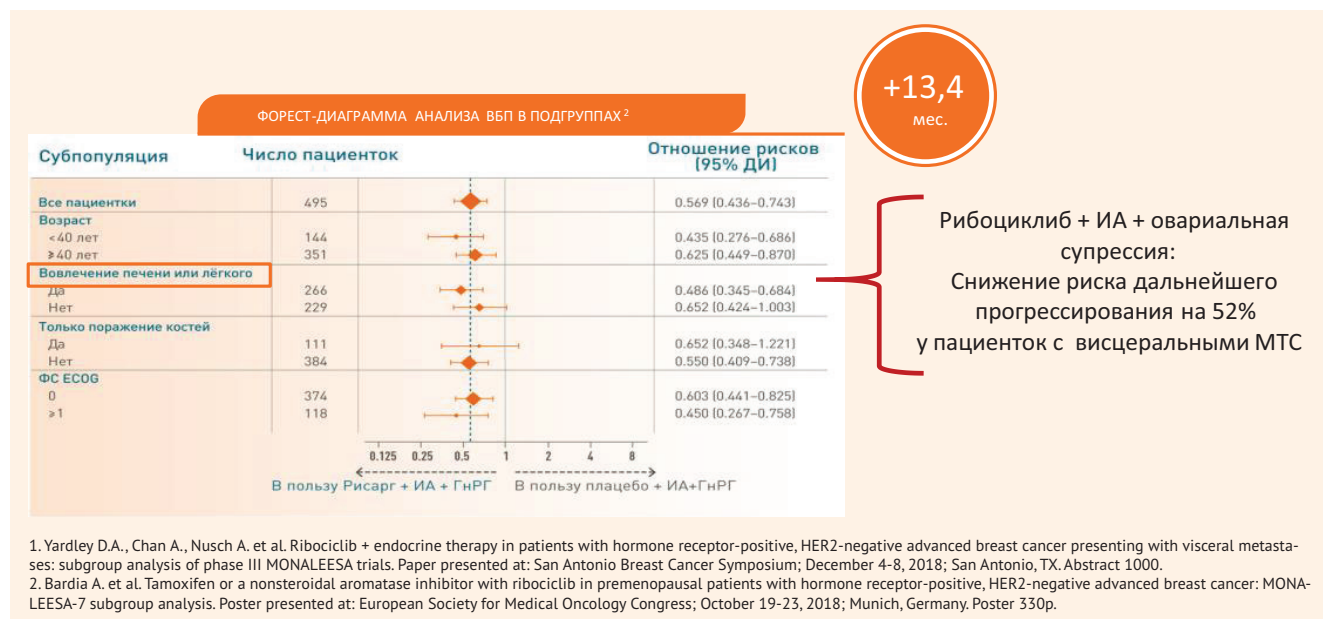 +13,4
мес.
ФОРЕСТ-ДИАГРАММА АНАЛИЗА ВБП В ПОДГРУППАХ 2
Субпопуляция Число пациенток Отношение рисков
(95% ДИ)
Все пациентки 495 0.569 (0.436–0.743)
Возраст
<40 лет 144 0.435 (0.276–0.686)
≥40 лет 351 0.625 (0.449–0.870)
Вовлечение печени или лёгкого
Да 266 0.486 (0.345–0.684)
Нет 229 0.652 (0.424–1.003)
Только поражение костей
Да 111 0.652 (0.348–1.221)
Нет 384 0.550 (0.409–0.738)
ФС ECOG
0 374 0.603 (0.441–0.825)
≥1 118 0.450 (0.267–0.758)
0.125 0.25 0.5 1 2 4 8
В пользу Рисарг + ИА + ГнРГ В пользу плацебо + ИА+ГнРГ
Рибоциклиб + ИА + овариальная
супрессия:
Снижение риска дальнейшего
прогрессирования на 52%
у пациенток с висцеральными МТС
1. Yardley D.A., Chan A., Nusch A. et al. Ribociclib + endocrine therapy in patients with hormone receptor-positive, HER2-negative advanced breast cancer presenting with visceral metasta-
ses: subgroup analysis of phase III MONALEESA trials. Paper presented at: San Antonio Breast Cancer Symposium; December 4-8, 2018; San Antonio, TX. Abstract 1000.
2. Bardia A. et al. Tamoxifen or a nonsteroidal aromatase inhibitor with ribociclib in premenopausal patients with hormone receptor-positive, HER2-negative advanced breast cancer: MONA-
LEESA-7 subgroup analysis. Poster presented at: European Society for Medical Oncology Congress; October 19-23, 2018; Munich, Germany. Poster 330p.